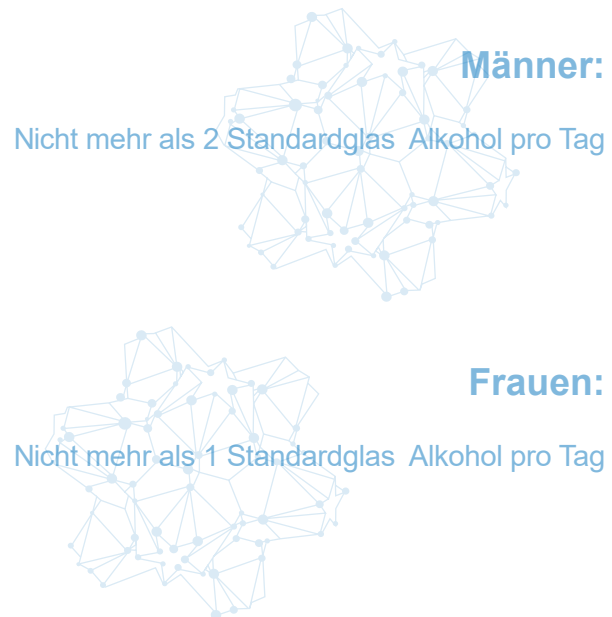 Männer:
Nicht mehr als 2 Standardglas  Alkohol pro Tag
Frauen:
Nicht mehr als 1 Standardglas  Alkohol pro Tag